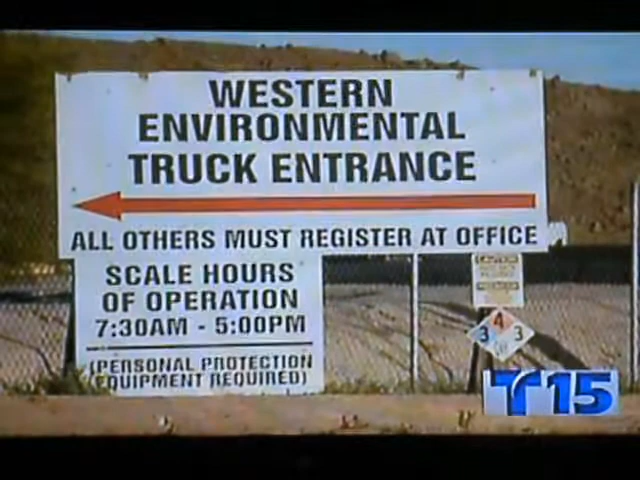 WESTERN
ENVIRONMENTAL
TRUCK ENTRANCE
ALL OTHERS MUST REGISTER AT OFFICE
SCALE HOURS
OF OPERATION
7:30AM - 5:00PM
(PERSONAL PROTECTION
EQUIPMENT REQUIRED)
CAUTION
4
3 3
W
T 15